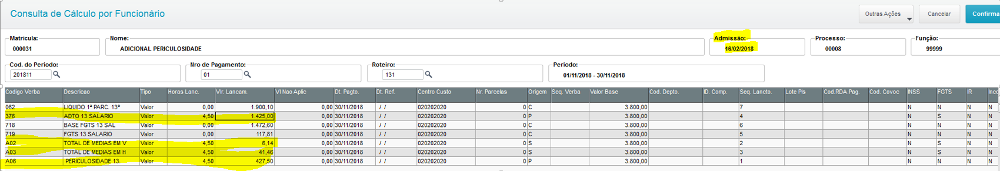 Consulta de Cálculo por Funcionário Outras Ações Cancelar Confirma
Matricula: Nome: Admissão: Processo: Função:
000031 ADICIONAL PERICULOSIDADE 16/02/2018 00008 99999
Cod. do Periodo: Nro de Pagamento: Roteiro: Periodo:
201811 01 131 01/11/2018 - 30/11/2018
Codigo Verba Descricao Tipo Horas Lanc. Vlr. Lancam. Vl Nao Aplic Dt. Pagto. Dt. Ref. Centro Custo Nr. Parcelas Origem Seq. Verba Valor Base Cod. Depto. ID. Comp. Seq. Lancto. Lote Pls Cod.RDA.Pag. Cod. Covoc INSS FGTS IR Inco
062 LIQUIDO 1ª PARC. 13º Valor 0,00 1.900,10 0,00 30/11/2018 / / 020202020 0 C 3.800,00 7 N N N N
376 ADTO 13 SALARIO Valor 4,50 1.425,00 0,00 30/11/2018 / / 020202020 0 P 3.800,00 4 N S N N
718 BASE FGTS 13 SAL Valor 0,00 1.472,60 0,00 30/11/2018 / / 020202020 0 C 3.800,00 6 N N N N
719 FGTS 13 SALARIO Valor 0,00 117,81 0,00 30/11/2018 / / 020202020 0 C 3.800,00 5 N N N N
A02 TOTAL DE MEDIAS EM V Valor 4,50 6,14 0,00 30/11/2018 / / 020202020 0 S 3.800,00 2 N S N N
A03 TOTAL DE MEDIAS EM H Valor 4,50 41,46 0,00 30/11/2018 / / 020202020 0 S 3.800,00 3 N S N N
A06 PERICULOSIDADE 13. Valor 4,50 427,50 0,00 30/11/2018 / / 020202020 0 P 3.800,00 1 N N N N